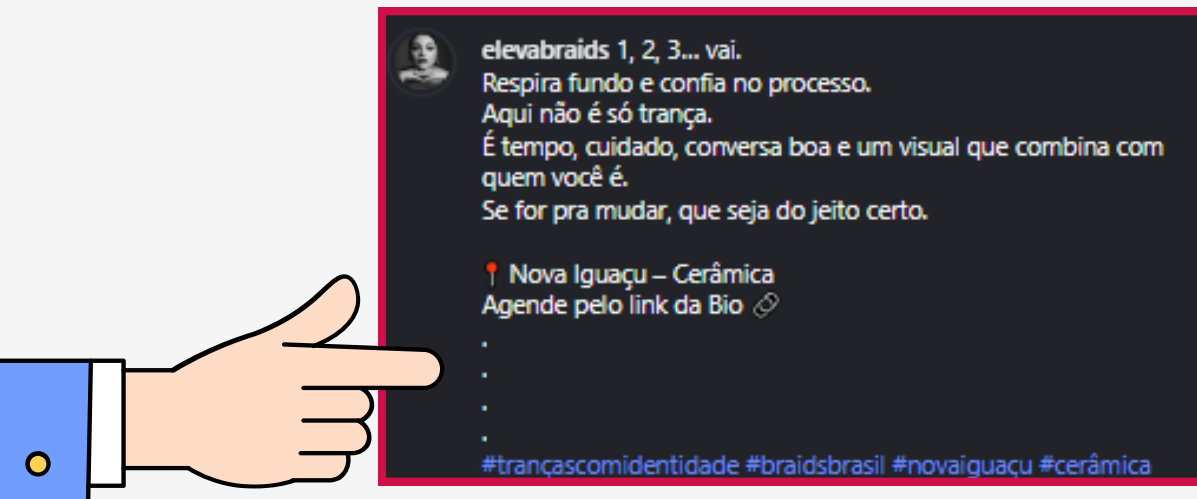 elevabraids 1, 2, 3... vai.
Respira fundo e confia no processo.
Aqui não é só trança.
É tempo, cuidado, conversa boa e um visual que combina com
quem você é.
Se for pra mudar, que seja do jeito certo.
📍 Nova Iguaçu – Cerâmica
Agende pelo link da Bio 🔗
.
.
.
.
#trançascomidentidade #braidsbrasil #novaiguaçu #cerâmica